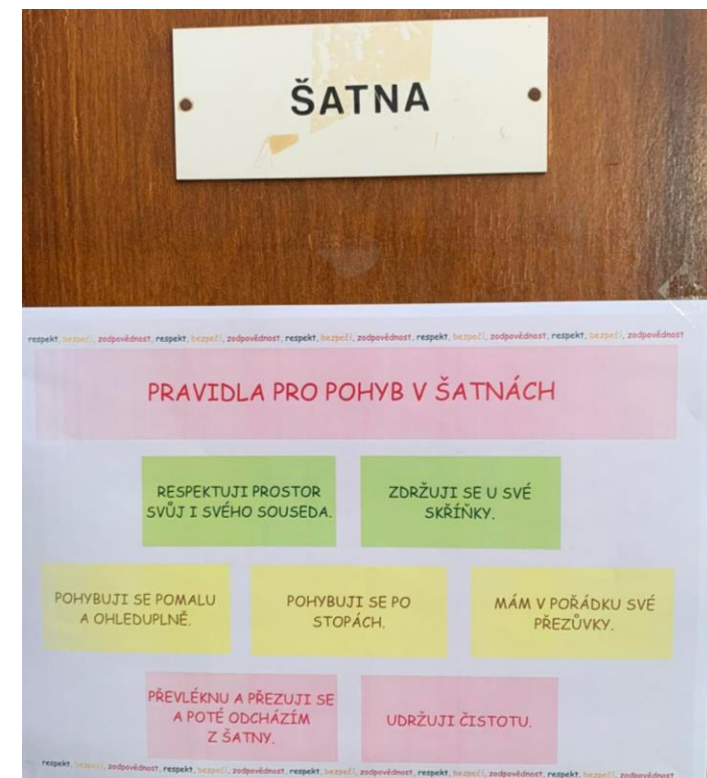 ŠATNA
respekt, bezpečí, zodpovědnost, respekt, bezpečí, zodpovědnost, respekt, bezpečí, zodpovědnost, respekt, bezpečí, zodpovědnost, respekt, bezpečí, zodpovědnost
PRAVIDLA PRO POHYB V ŠATNÁCH
RESPEKTUJI PROSTOR
SVŮJ I SVÉHO SOUSEDA.
ZDRŽUJI SE U SVÉ
SKŘÍŇKY.
POHYBUJI SE POMALU
A OHLEDUPLNĚ.
POHYBUJI SE PO
STOPÁCH.
MÁM V POŘÁDKU SVÉ
PŘEZŮVKY.
PŘEVLÉKNU A PŘEZUJI SE
A POTÉ ODCHÁZÍM
Z ŠATNY.
UDRŽUJI ČISTOTU.
respekt, bezpečí, zodpovědnost, respekt, bezpečí, zodpovědnost, respekt, bezpečí, zodpovědnost, respekt, bezpečí, zodpovědnost, respekt, bezpečí, zodpovědnost